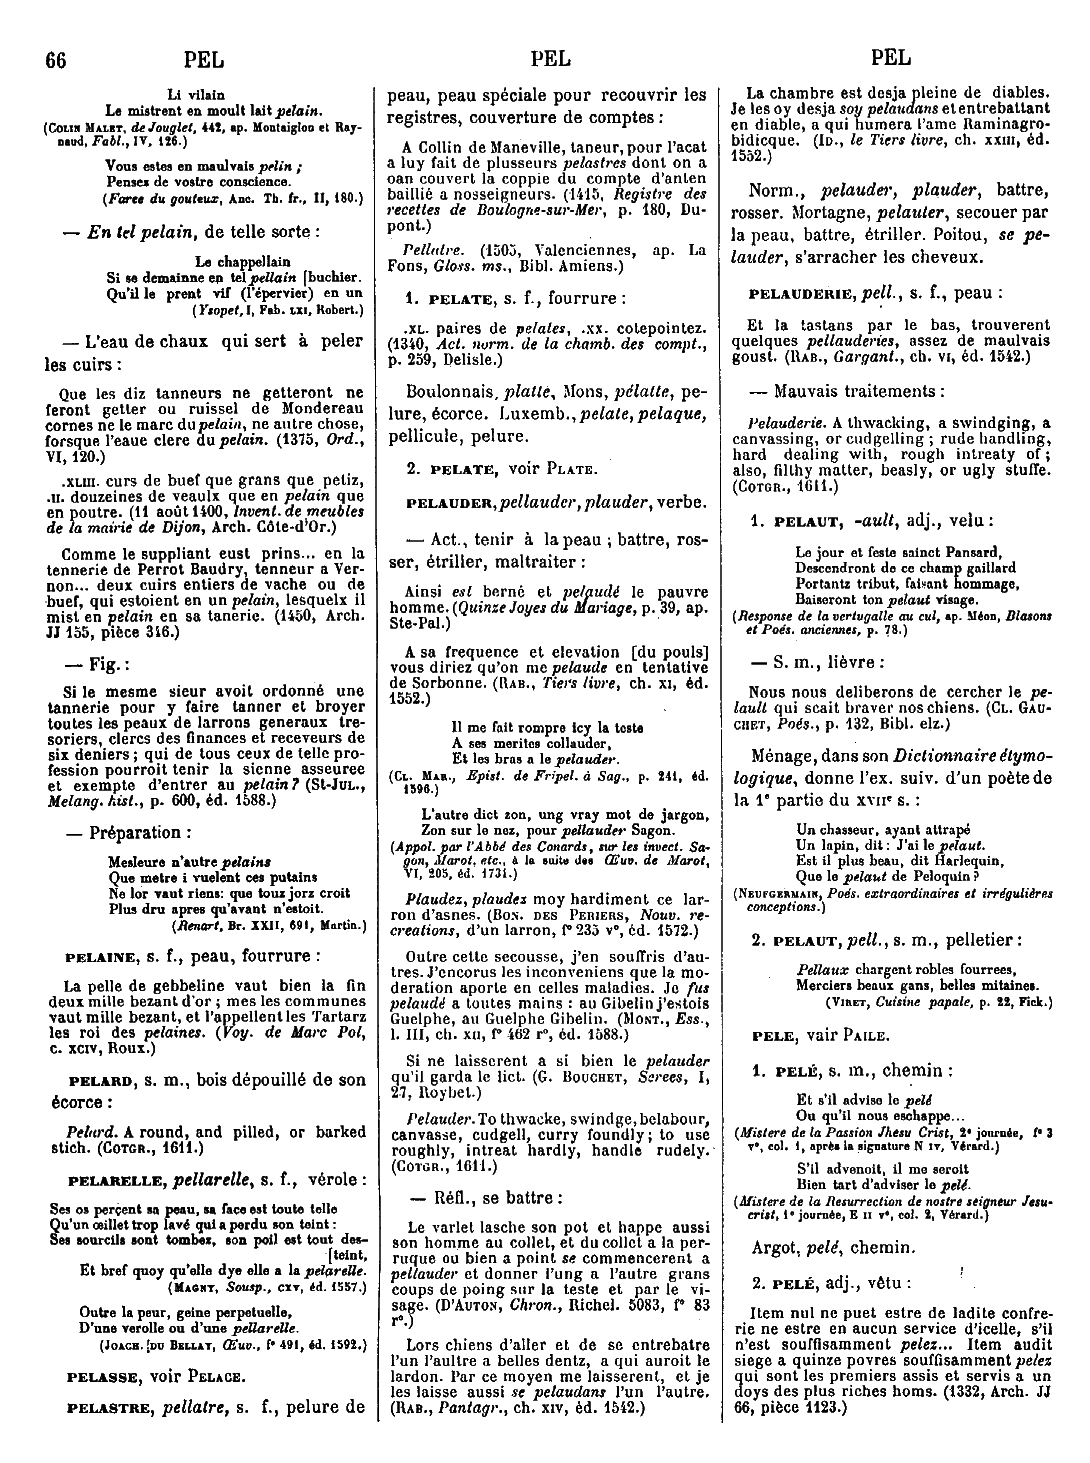 66 PEL PEL PEL
Li vilain
Le mistrent en moult lait pelain.
(COLIN MALET, de Jouglet, 442, ap. Montaiglon et Ray-
naud, Fabl., IV, 126.)
Vous estes en maulvais pelin ;
Pensez de vostre conscience.
(Farce du gouteux, Anc. Th. fr., II, 180.)
— En tel pelain, de telle sorte :
Le chappellain
Si se demainne en tel pellain [buchier.
Qu'il le prent vif (l'épervier) en un
(Ysopet, I, Fab. LXI, Robert.)
— L'eau de chaux qui sert à peler
les cuirs :
Que les diz tanneurs ne getteront ne
feront getter ou ruissel de Mondereau
cornes ne le marc du pelain, ne autre chose,
forsque l'eaue clere du pelain. (1375, Ord.,
VI, 120.)
.XLIII. curs de buef que grans que petiz,
.II. douzeines de veaulx que en pelain que
en poutre. (11 août 1400, Invent. de meubles
de la mairie de Dijon, Arch. Côte-d'Or.)
Comme le suppliant eust prins... en la
tennerie de Perrot Baudry, tenneur a Ver-
non... deux cuirs entiers de vache ou de
buef, qui estoient en un pelain, lesquelx il
mist en pelain en sa tanerie. (1450, Arch.
JJ 155, pièce 346.)
— Fig. :
Si le mesme sieur avoit ordonné une
tannerie pour y faire tanner et broyer
toutes les peaux de larrons generaux tre-
soriers, clercs des finances et receveurs de
six deniers ; qui de tous ceux de telle pro-
fession pourroit tenir la sienne asseuree
et exempte d'entrer au pelain ? (ST-JUL.,
Melang. hist., p. 600, éd. 1588.)
— Préparation :
Mesleure n'autre pelains
Que metre i vuelent ces putains
Ne lor vaut riens: que touz jorz croit
Plus dru apres qu'avant n'estoit.
(Renart, Br. XXII, 691, Martin.)
PELAINE, s. f., peau, fourrure :
La pelle de gebbeline vaut bien la fin
deux mille bezant d'or ; mes les communes
vaut mille bezant, et l'appellent les Tartarz
les roi des pelaines. (Voy. de Marc Pol,
c. XCIV, Roux.)
PELARD, s. m., bois dépouillé de son
écorce :
Pelard. A round, and pilled, or barked
stich. (COTGR., 1611.)
PELARELLE, pellarelle, s. f., vérole :
Ses os perçent sa peau, sa face est toute telle
Qu'un œillet trop lavé qui a perdu son teint :
Ses sourcils sont tombez, son poil est tout des-
[teint,
Et bref quoy qu'elle dye elle a la pelarelle.
(MAGNY, Sousp., CXV, éd. 1557.)
Outre la peur, geine perpetuelle,
D'une verolle ou d'une pellarelle.
(JOACH. [DU BELLAY, Œuv., f° 491, éd. 1592.)
PELASSE, voir PELACE.
PELASTRE, pellatre, s. f., pelure de
peau, peau spéciale pour recouvrir les
registres, couverture de comptes :
A Collin de Maneville, taneur, pour l'acat
a luy fait de plusseurs pelastres dont on a
oan couvert la coppie du compte d'anten
baillié a nosseigneurs. (1415, Registre des
recettes de Boulogne-sur-Mer, p. 180, Du-
pont.)
Pellatre. (1505, Valenciennes, ap. La
Fons, Gloss. ms., Bibl. Amiens.)
1. PELATE, s. f., fourrure :
.XL. paires de pelates, .XX. cotepointez.
(1340, Act. norm. de la chamb. des compt.,
p. 259, Delisle.)
Boulonnais, platte, Mons, pélatte, pe-
lure, écorce. Luxemb., pelate, pelaque,
pellicule, pelure.
2. PELATE, voir PLATE.
PELAUDER, pellauder, plauder, verbe.
— Act., tenir à la peau ; battre, ros-
ser, étriller, maltraiter :
Ainsi est berné et pelaudé le pauvre
homme. (Quinze Joyes du Mariage, p. 39, ap.
Ste-Pal.)
A sa frequence et elevation [du pouls]
vous diriez qu'on me pelaude en tentative
de Sorbonne. (RAB., Tiers livre, ch. XI, éd.
1552.)
Il me fait rompre icy la teste
A ses merites collauder,
Et les bras a le pelauder.
(CL. MAR., Epist. de Fripel. à Sag., p. 241, éd.
1596.)
L'autre dict zon, ung vray mot de jargon,
Zon sur le nez, pour pellauder Sagon.
(Appol. par l'Abbé des Conards, sur les invect. Sa-
gon, Marot, etc., à la suite des Œuv. de Marot,
VI, 205, éd. 1731.)
Plaudez, plaudez moy hardiment ce lar-
ron d'asnes. (BON. DES PERIERS, Nouv. re-
creations, d'un larron, f° 235 v°, éd. 1572.)
Outre cette secousse, j'en souffris d'au-
tres. J'encorus les inconveniens que la mo-
deration aporte en celles maladies. Je fus
pelaudé a toutes mains : au Gibelin j'estois
Guelphe, au Guelphe Gibelin. (MONT., Ess.,
l. III, ch. XII, f° 462 r°, éd. 1588.)
Si ne laisserent a si bien le pelauder
qu'il garda le lict. (G. BOUCHET, Serees, I,
27, Roybet.)
Pelauder. To thwacke, swindge, belabour,
canvasse, cudgell, curry foundly ; to use
roughly, intreat hardly, handle rudely.
(COTGR., 1611.)
— Réfl., se battre :
Le varlet lasche son pot et happe aussi
son homme au collet, et du collet a la per-
ruque ou bien a point se commencerent a
pellauder et donner l'ung a l'autre grans
coups de poing sur la teste et par le vi-
sage. (D'AUTON, Chron., Richel. 5083, f° 83
r°.)
Lors chiens d'aller et de se entrebatre
l'un l'aultre a belles dentz, a qui auroit le
lardon. Par ce moyen me laisserent, et je
les laisse aussi se pelaudans l'un l'autre.
(RAB., Pantagr., ch. XIV, éd. 1542.)
La chambre est desja pleine de diables.
Je les oy desja soy pelaudans et entrebattant
en diable, a qui humera l'ame Raminagro-
bidicque. (ID., le Tiers livre, ch. XXIII, éd.
1552.)
Norm., pelauder, plauder, battre,
rosser. Mortagne, pelauter, secouer par
la peau, battre, étriller. Poitou, se pe-
lauder, s'arracher les cheveux.
PELAUDERIE, pell., s. f., peau :
Et la tastans par le bas, trouverent
quelques pellauderies, assez de maulvais
goust. (RAB., Gargant., ch. VI, éd. 1542.)
— Mauvais traitements :
Pelauderie. A thwacking, a swindging, a
canvassing, or cudgelling ; rude handling,
hard dealing with, rough intreaty of ;
also, filthy matter, beasly, or ugly stuffe.
(COTGR., 1611.)
1. PELAUT, -ault, adj., velu :
Le jour et feste sainct Pansard,
Descendront de ce champ gaillard
Portantz tribut, faisant hommage,
Baiseront ton pelaut visage.
(Response de la vertugalle au cul, ap. Méon, Blasons
et Poés. anciennes, p. 78.)
— S. m., lièvre :
Nous nous deliberons de cercher le pe-
lault qui scait braver nos chiens. (CL. GAU-
CHET, Poés., p. 132, Bibl. elz.)
Ménage, dans son Dictionnaire étymo-
logique, donne l'ex. suiv. d'un poète de
la 1e partie du XVIIe s. :
Un chasseur, ayant attrapé
Un lapin, dit : J'ai le pelaut.
Est il plus beau, dit Harlequin,
Que le pelaut de Peloquin ?
(NEUFGERMAIN, Poés. extraordinaires et irrégulières
conceptions.)
2. PELAUT, pell., s. m., pelletier :
Pellaux chargent robles fourrees,
Merciers beaux gans, belles mitaines.
(VIRET, Cuisine papale, p. 22, Fick.)
PELE, vair PAILE.
1. PELÉ, s. m., chemin :
Et s'il advise le pelé
Ou qu'il nous eschappe...
(Mistere de la Passion Jhesu Crist, 2e journée, f° 3
v°, col. 1, après la signature N IV, Vérard.)
S'il advenoit, il me seroit
Bien tart d'adviser le pelé.
(Mistere de la Resurrection de nostre seigneur Jesu-
crist, 1e journée, E II v°, col. 2, Vérard.)
Argot, pelé, chemin.
2. PELÉ, adj., vêtu :
Item nul ne puet estre de ladite confre-
rie ne estre en aucun service d'icelle, s'il
n'est souffisamment pelez... Item audit
siege a quinze povres souffisamment pelez
qui sont les premiers assis et servis a un
doys des plus riches homs. (1332, Arch. JJ
66, pièce 1123.)